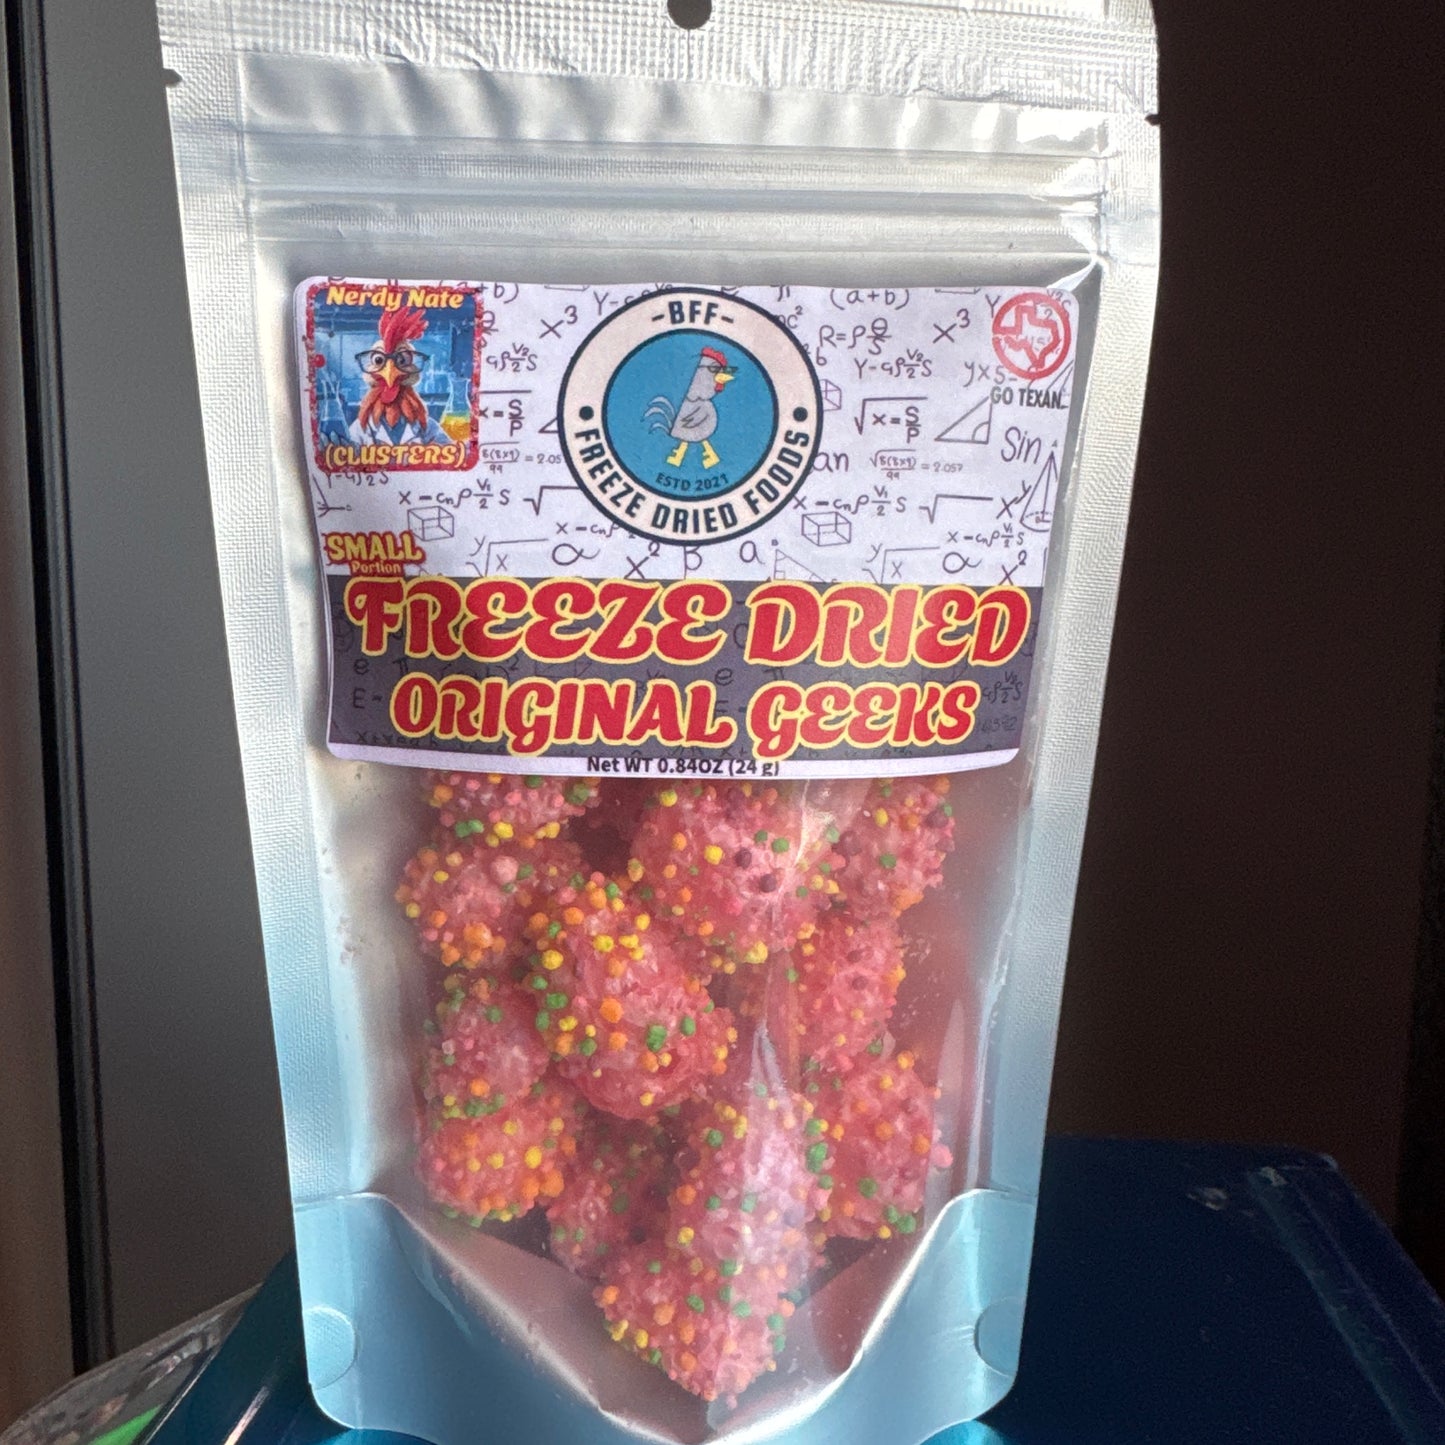 Nerdy Nate
(CLUSTERS)
-BFF-
FREEZE DRIED FOODS
ESTD 2021
GO TEXAN
SMALL
Portion
FREEZE DRIED
ORIGINAL GEEKS
Net WT 0.84OZ (24 g)